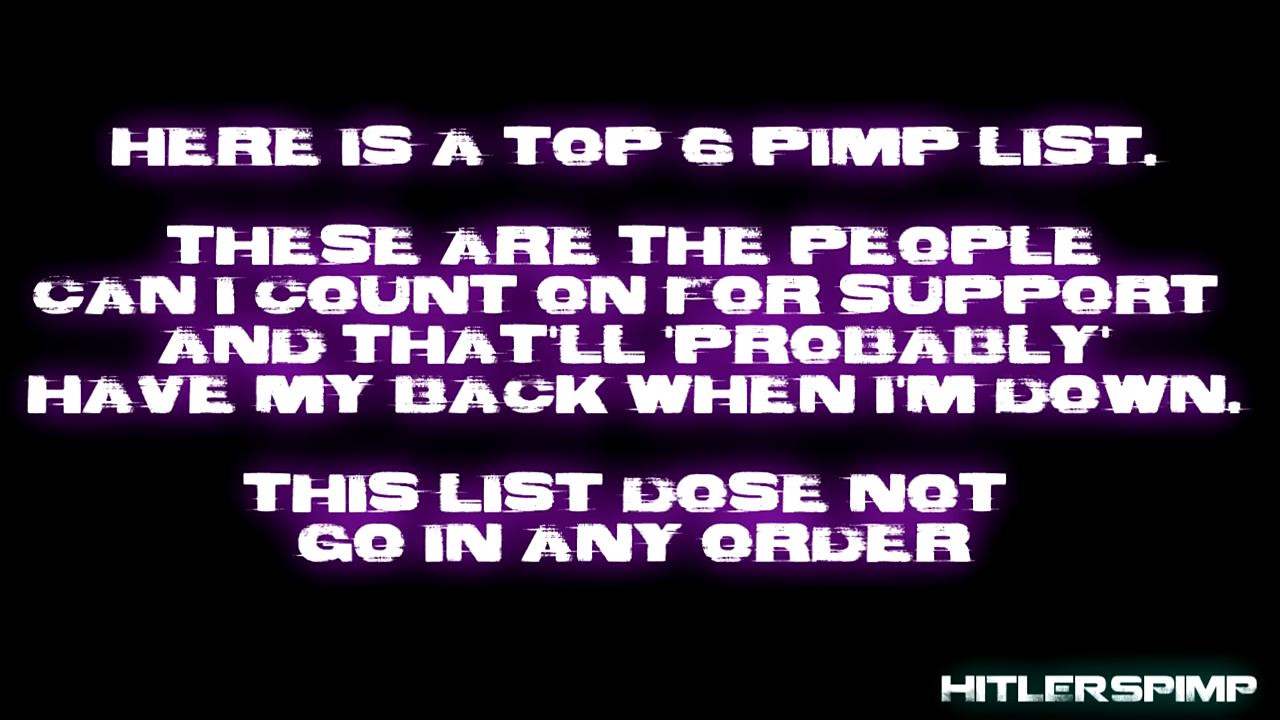 HERE IS A TOP 6 PIMP LIST.
THESE ARE THE PEOPLE
CAN I COUNT ON FOR SUPPORT
AND THAT'LL 'PROBABLY'
HAVE MY BACK WHEN I'M DOWN.
THIS LIST DOSE NOT
GO IN ANY ORDER
HITLERSPIMP